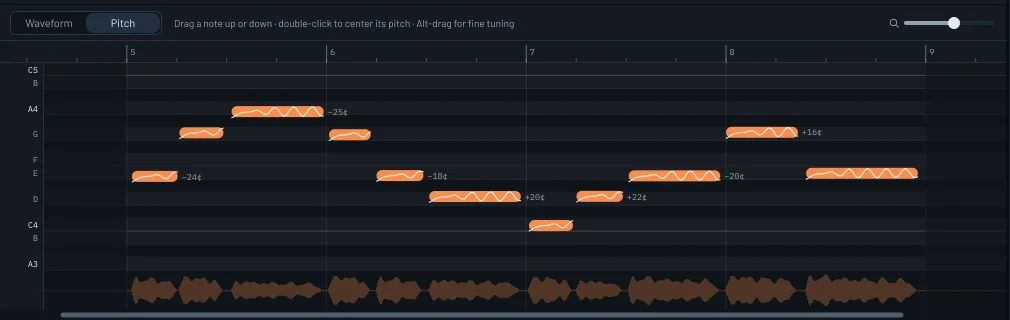 Waveform Pitch Drag a note up or down · double-click to center its pitch · Alt-drag for fine tuning
5 6 7 8 9
C5
B
A4 −25¢
G +16¢
F
E −24¢ −18¢ −20¢
D +20¢ +22¢
C4
B
A3